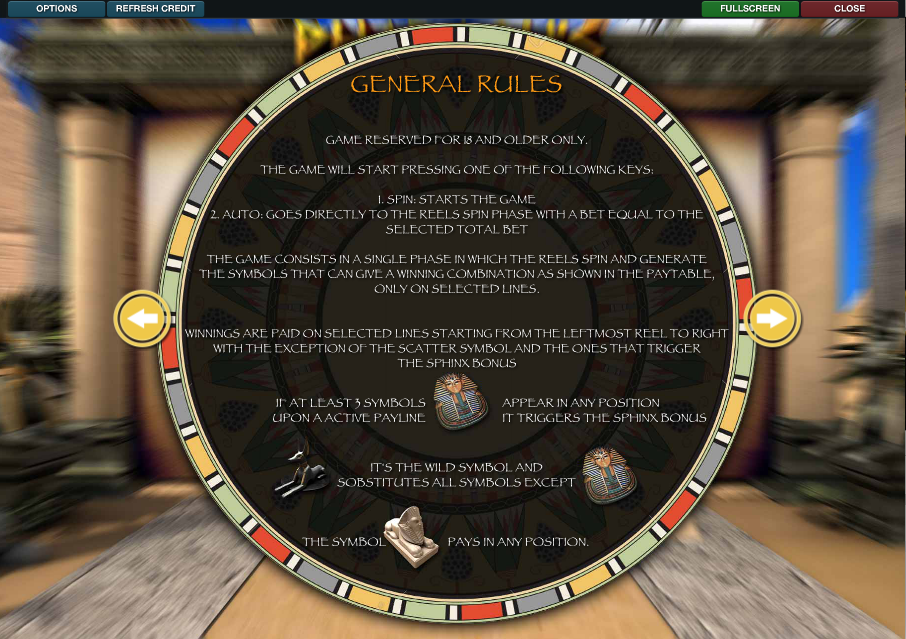 OPTIONS
REFRESH CREDIT
FULLSCREEN
CLOSE
GENERAL RULES
GAME RESERVED FOR 18 AND OLDER ONLY.
THE GAME WILL START PRESSING ONE OF THE FOLLOWING KEYS:
1. SPIN: STARTS THE GAME
2. AUTO: GOES DIRECTLY TO THE REELS SPIN PHASE WITH A BET EQUAL TO THE
SELECTED TOTAL BET
THE GAME CONSISTS IN A SINGLE PHASE IN WHICH THE REELS SPIN AND GENERATE
THE SYMBOLS THAT CAN GIVE A WINNING COMBINATION AS SHOWN IN THE PAYTABLE,
ONLY ON SELECTED LINES.
WINNINGS ARE PAID ON SELECTED LINES STARTING FROM THE LEFTMOST REEL TO RIGHT
WITH THE EXCEPTION OF THE SCATTER SYMBOL AND THE ONES THAT TRIGGER
THE SPHINX BONUS
IF AT LEAST 3 SYMBOLS APPEAR IN ANY POSITION
UPON A ACTIVE PAYLINE IT TRIGGERS THE SPHINX BONUS
IT'S THE WILD SYMBOL AND
SOBSTITUTES ALL SYMBOLS EXCEPT
THE SYMBOL PAYS IN ANY POSITION.